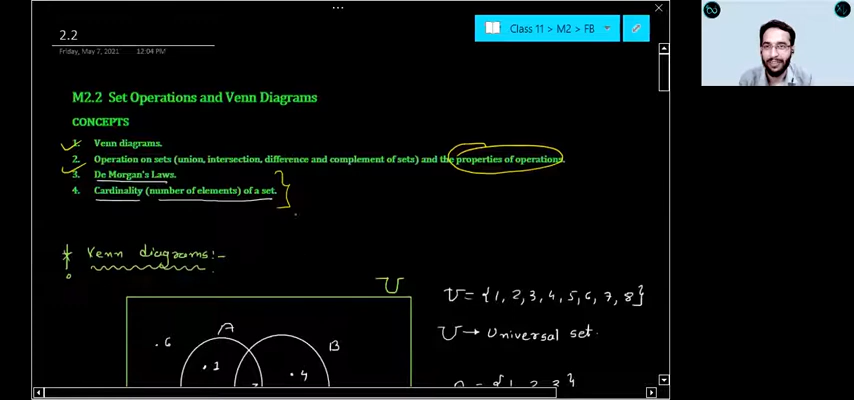 2.2
Friday, May 7, 2021 12:04 PM
Class 11 > M2 > FB
M2.2 Set Operations and Venn Diagrams
CONCEPTS
1. Venn diagrams.
2. Operation on sets (union, intersection, difference and complement of sets) and the properties of operations.
3. De Morgan's Laws.
4. Cardinality (number of elements) of a set.
* Venn diagrams:-
U
U = {1, 2, 3, 4, 5, 6, 7, 8}
U → Universal set.
A
B
.6
.1
.4
{1, 2, 3}